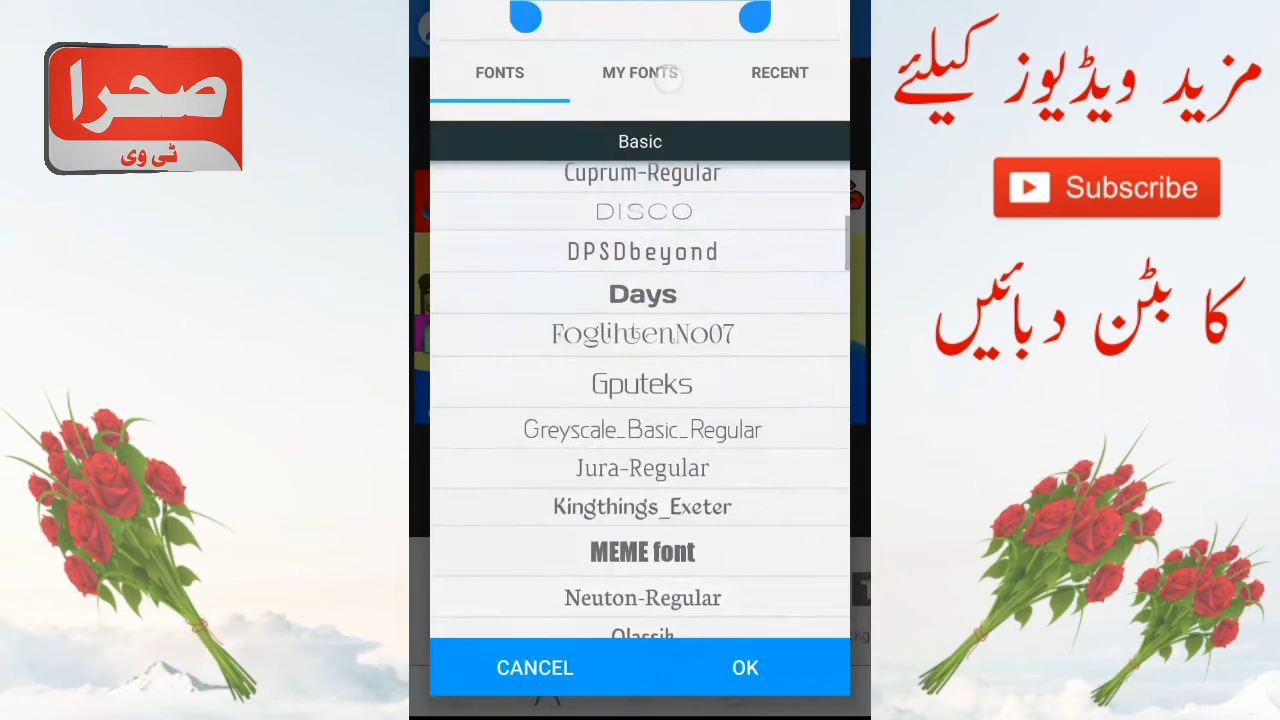 صحرا
ٹی وی
FONTS
MY FONTS
RECENT
Basic
Cuprum-Regular
DISCO
DPSDbeyond
Days
FoglihtenNo07
Gputeks
Greyscale_Basic_Regular
Jura-Regular
Kingthings_Exeter
MEME font
Neuton-Regular
Qlassik
CANCEL
OK
مزید ویڈیوز کیلئے
Subscribe
کا بٹن دبائیں